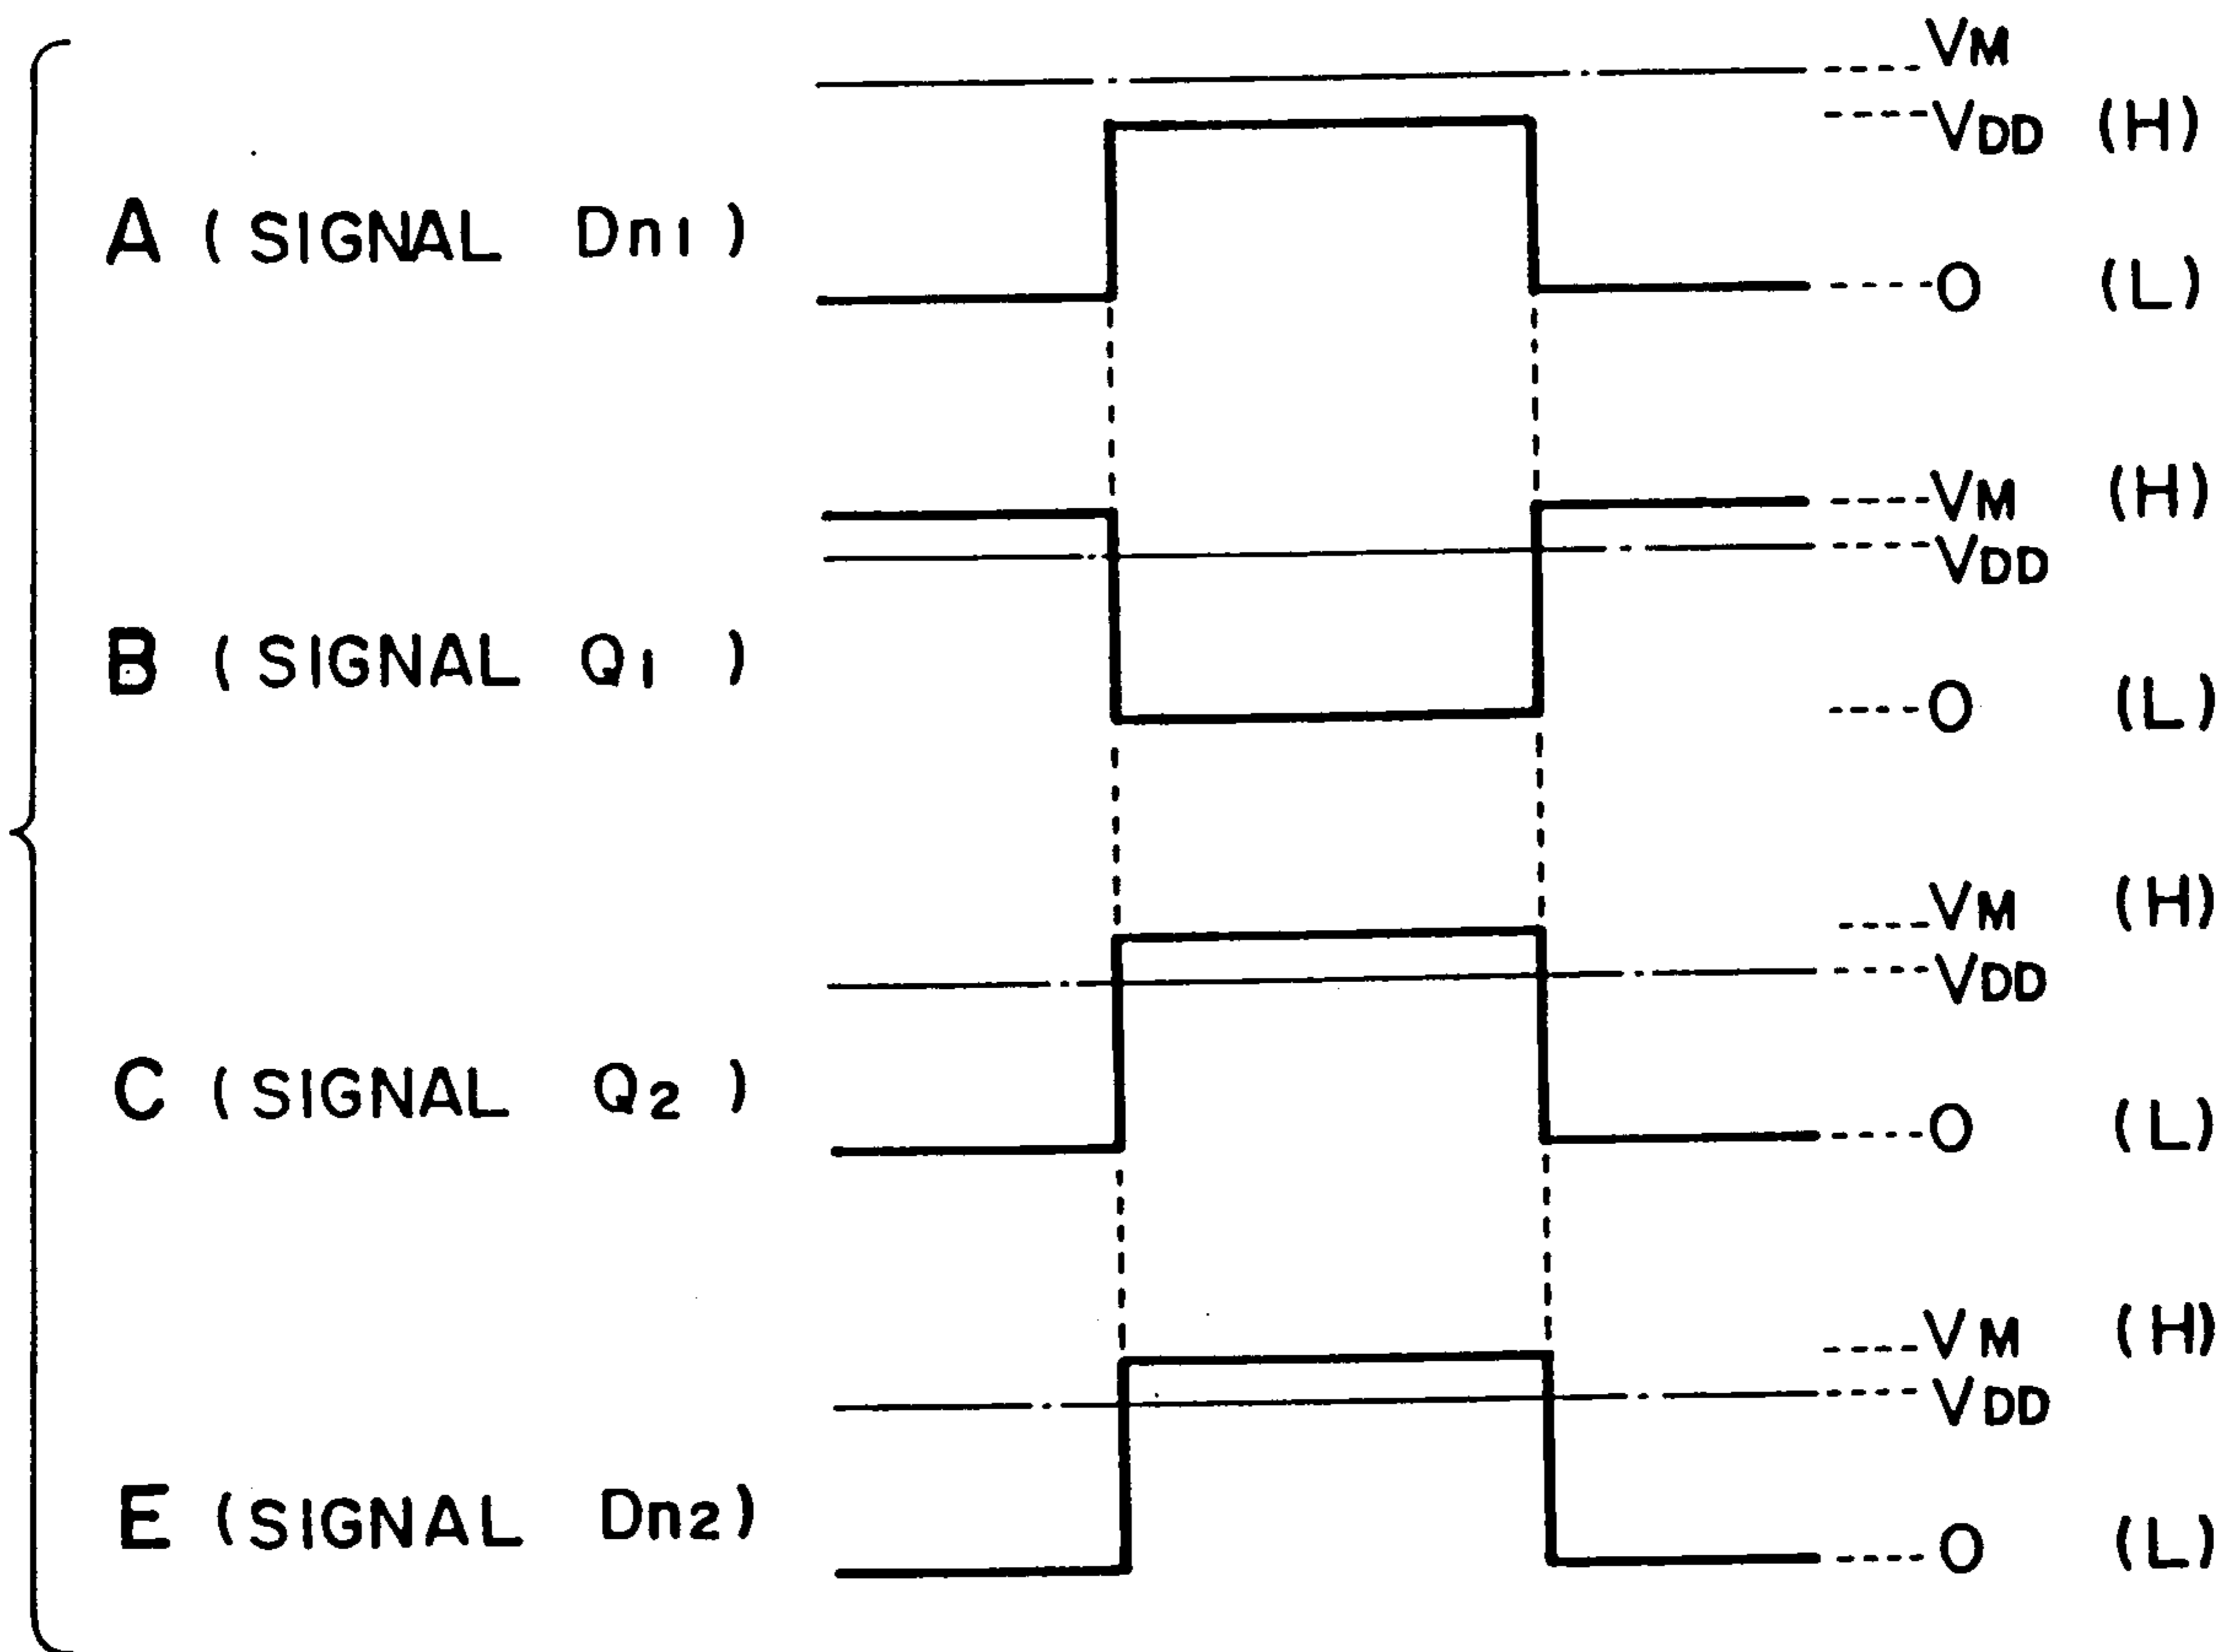 VM
VDD (H)
A (SIGNAL Dn1)
O (L)
VM (H)
VDD
B (SIGNAL Q1)
O (L)
VM (H)
VDD
C (SIGNAL Q2)
O (L)
VM (H)
VDD
E (SIGNAL Dn2)
O (L)